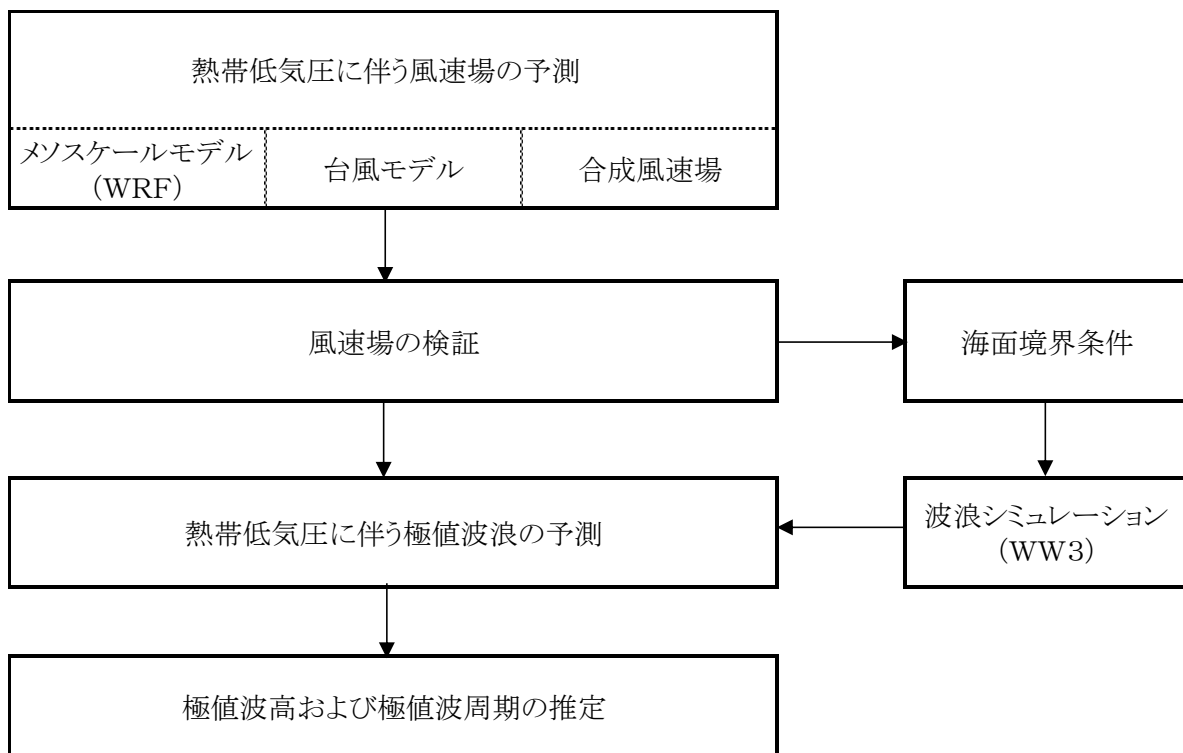 熱帯低気圧に伴う風速場の予測
メソスケールモデル
(WRF)
台風モデル
合成風速場
風速場の検証
海面境界条件
熱帯低気圧に伴う極値波浪の予測
波浪シミュレーション
(WW3)
極値波高および極値波周期の推定